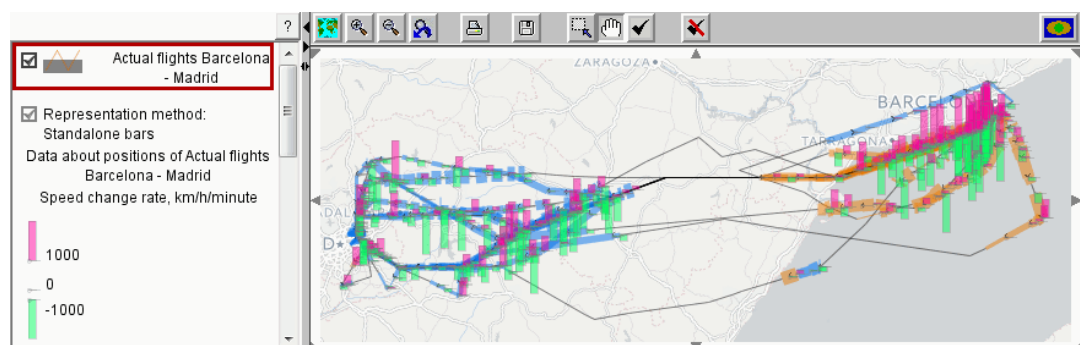 ?
Actual flights Barcelona
- Madrid
Representation method:
Standalone bars
Data about positions of Actual flights
Barcelona - Madrid
Speed change rate, km/h/minute
1000
0
-1000
ZARAGOZA
BARCELON
TARRAGONA
D